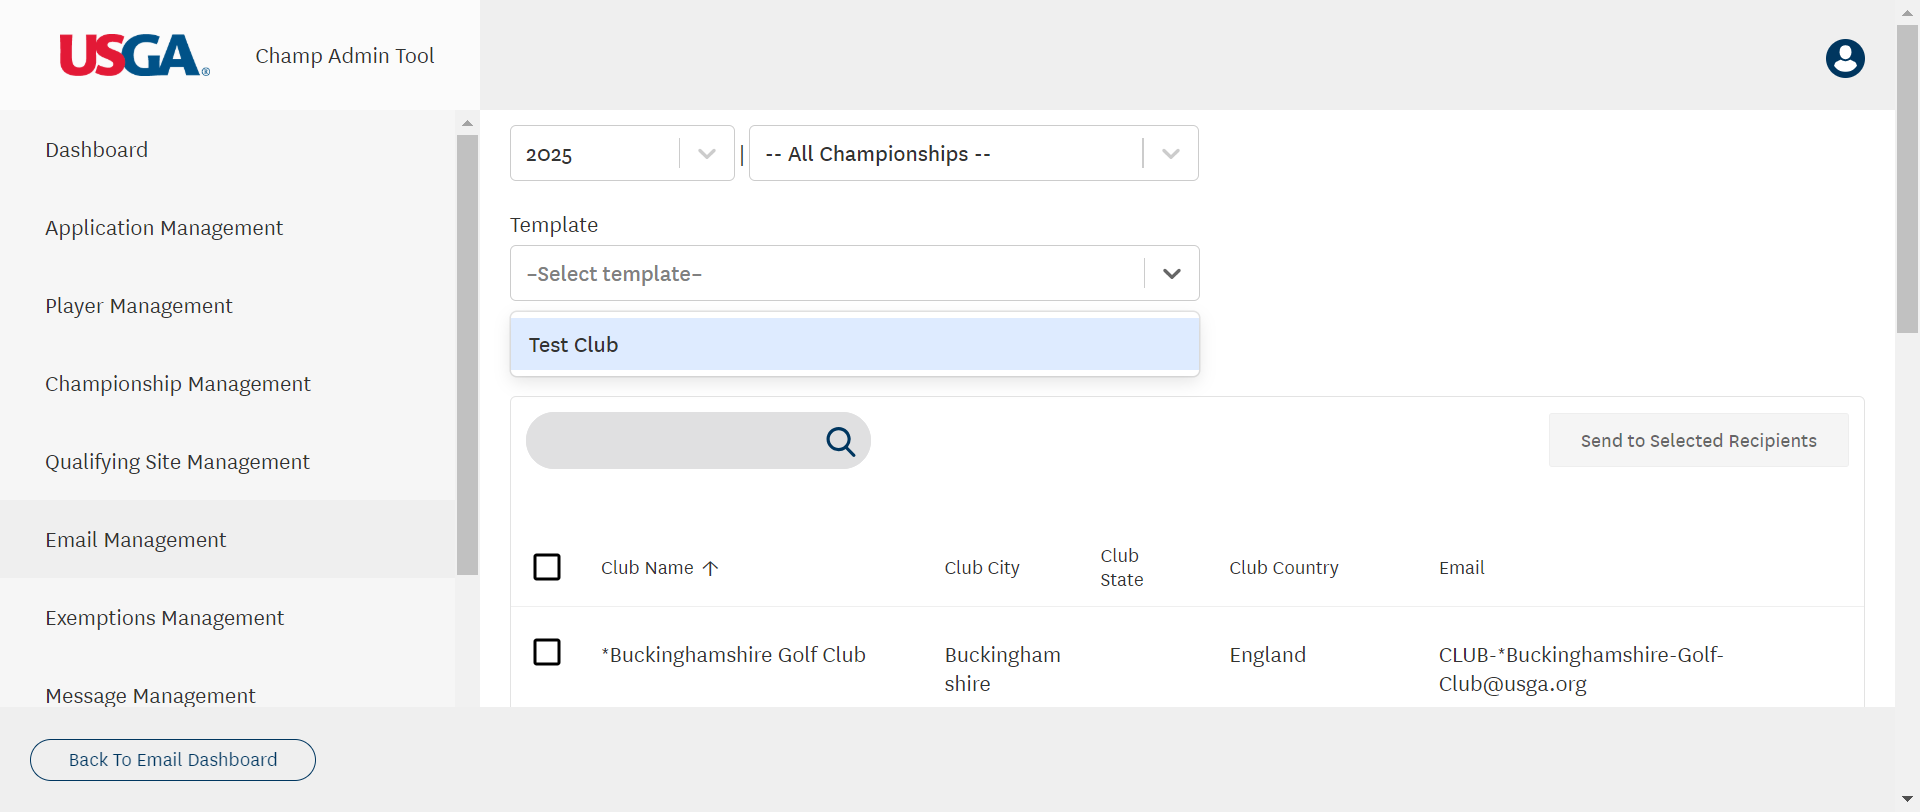 USGA®
Champ Admin Tool
Dashboard
Application Management
Player Management
Championship Management
Qualifying Site Management
Email Management
Exemptions Management
Message Management
Back To Email Dashboard
2025 | -- All Championships --
Template
–Select template–
Test Club
Send to Selected Recipients
Club Name ↑
Club City
Club
State
Club Country
Email
*Buckinghamshire Golf Club
Buckingham
shire
England
CLUB-*Buckinghamshire-Golf-
Club@usga.org